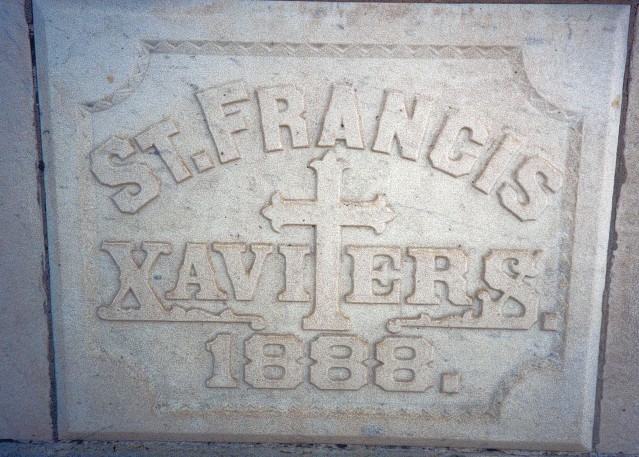 ST. FRANCIS
XAVIERS.
1888.